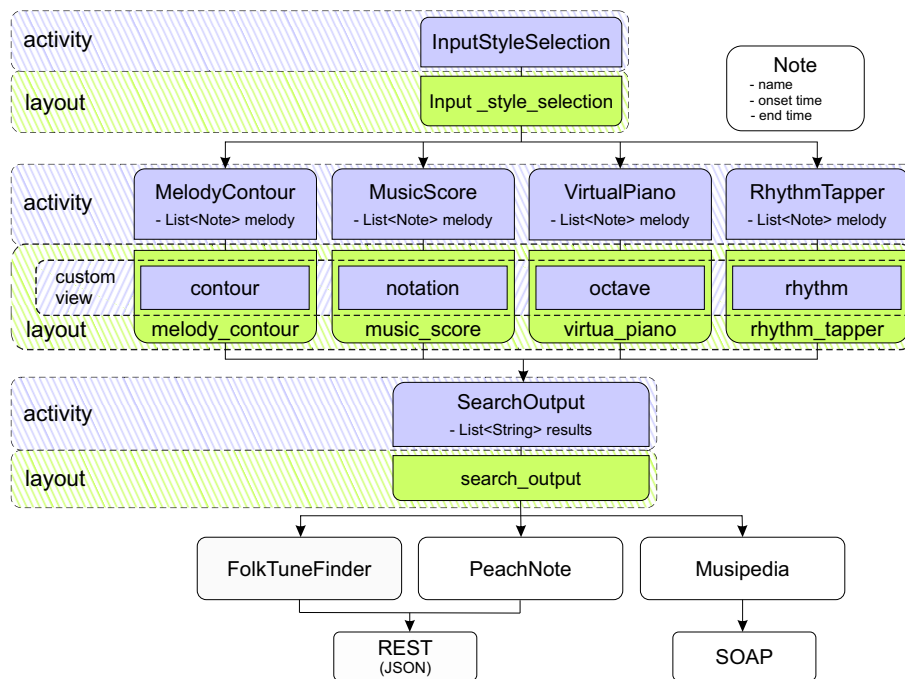 activity
InputStyleSelection
layout
Input _style_selection
Note
- name
- onset time
- end time
activity
MelodyContour
- List<Note> melody
MusicScore
- List<Note> melody
VirtualPiano
- List<Note> melody
RhythmTapper
- List<Note> melody
custom
view
contour
notation
octave
rhythm
layout
melody_contour
music_score
virtua_piano
rhythm_tapper
activity
SearchOutput
- List<String> results
layout
search_output
FolkTuneFinder
PeachNote
Musipedia
REST
(JSON)
SOAP